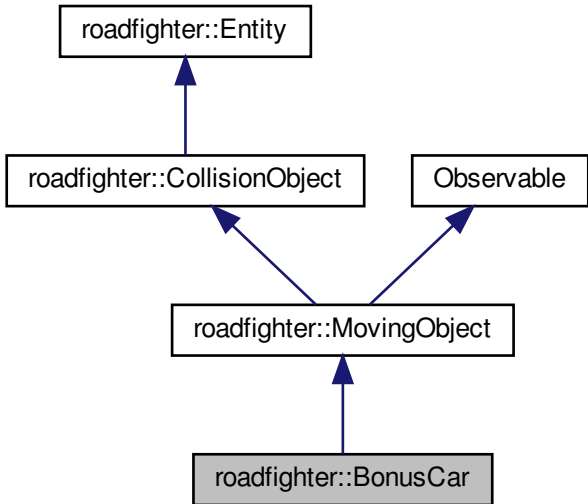 roadfighter::Entity
roadfighter::CollisionObject
Observable
roadfighter::MovingObject
roadfighter::BonusCar